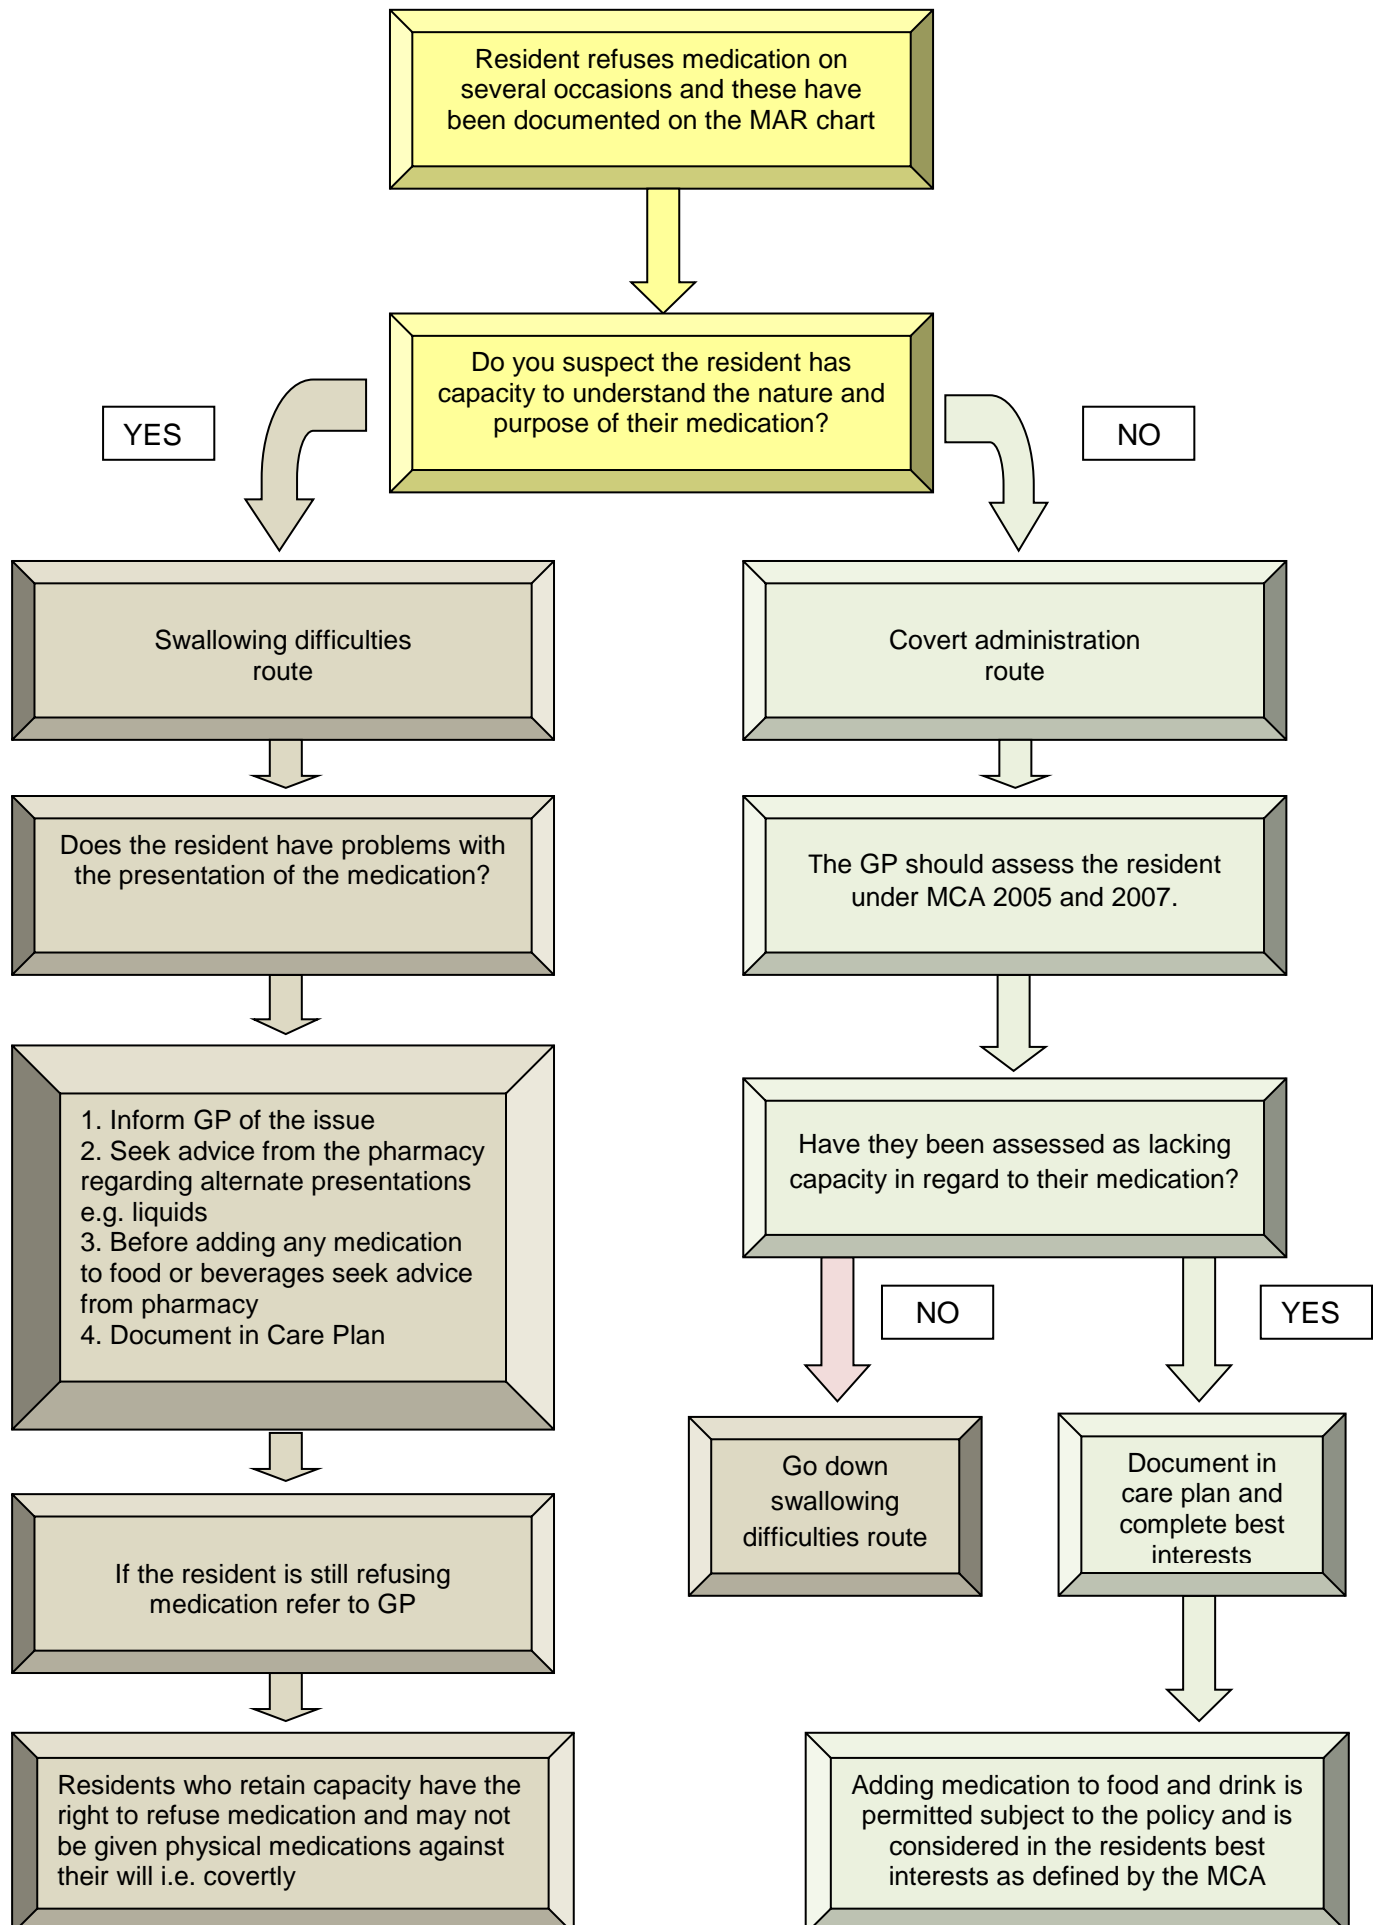 Resident refuses medication on
several occasions and these have
been documented on the MAR chart
Do you suspect the resident has
capacity to understand the nature and
purpose of their medication?
YES
NO
Swallowing difficulties
route
Covert administration
route
Does the resident have problems with
the presentation of the medication?
The GP should assess the resident
under MCA 2005 and 2007.
1. Inform GP of the issue
2. Seek advice from the pharmacy
regarding alternate presentations
e.g. liquids
3. Before adding any medication
to food or beverages seek advice
from pharmacy
4. Document in Care Plan
Have they been assessed as lacking
capacity in regard to their medication?
NO
YES
Go down
swallowing
difficulties route
Document in
care plan and
complete best
interests
If the resident is still refusing
medication refer to GP
Residents who retain capacity have the
right to refuse medication and may not
be given physical medications against
their will i.e. covertly
Adding medication to food and drink is
permitted subject to the policy and is
considered in the residents best
interests as defined by the MCA